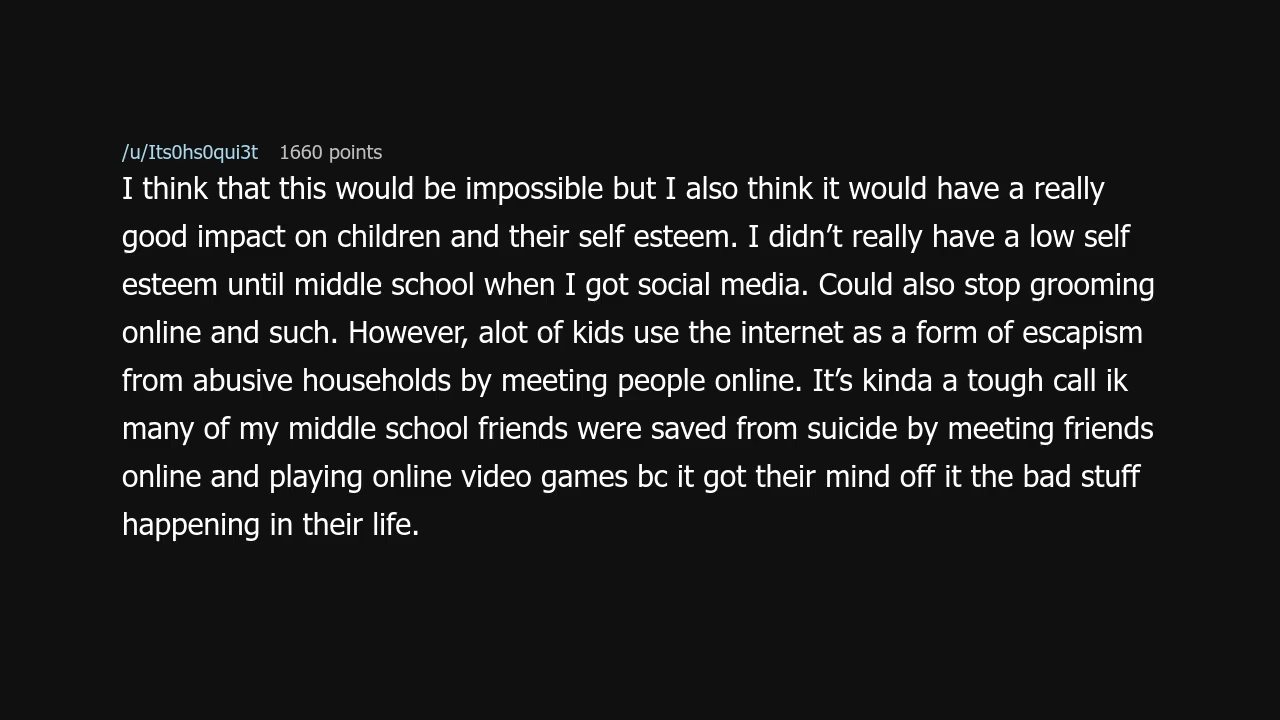 /u/Its0hs0qui3t 1660 points
I think that this would be impossible but I also think it would have a really
good impact on children and their self esteem. I didn’t really have a low self
esteem until middle school when I got social media. Could also stop grooming
online and such. However, alot of kids use the internet as a form of escapism
from abusive households by meeting people online. It’s kinda a tough call ik
many of my middle school friends were saved from suicide by meeting friends
online and playing online video games bc it got their mind off it the bad stuff
happening in their life.